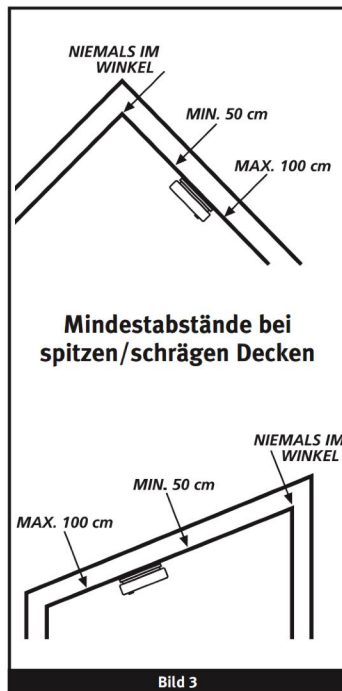 NIEMALS IM
WINKEL
MIN. 50 cm
MAX. 100 cm
Mindestabstände bei
spitzen/schrägen Decken
NIEMALS IM
WINKEL
MIN. 50 cm
MAX. 100 cm
Bild 3